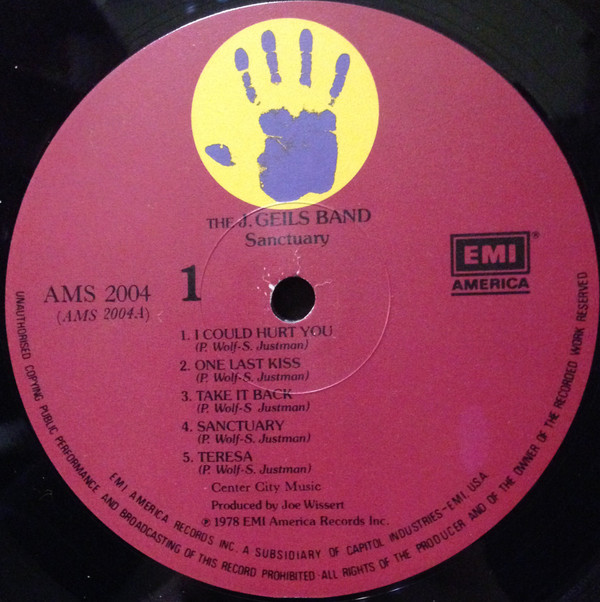 THE J. GEILS BAND
Sanctuary
EMI®
AMERICA
AMS 2004
(AMS 2004A)
1
1. I COULD HURT YOU
(P. Wolf-S. Justman)
2. ONE LAST KISS
(P. Wolf-S. Justman)
3. TAKE IT BACK
(P. Wolf-S Justman)
4. SANCTUARY
(P. Wolf-S. Justman)
5. TERESA
(P. Wolf-S. Justman)
Center City Music
Produced by Joe Wissert
℗ 1978 EMI America Records Inc.
EMI AMERICA RECORDS INC. A SUBSIDIARY OF CAPITOL INDUSTRIES-EMI, USA.
UNAUTHORISED COPYING PUBLIC PERFORMANCE AND BROADCASTING OF THIS RECORD PROHIBITED·ALL RIGHTS OF THE PRODUCER AND OF THE OWNER OF THE RECORDED WORK RESERVED